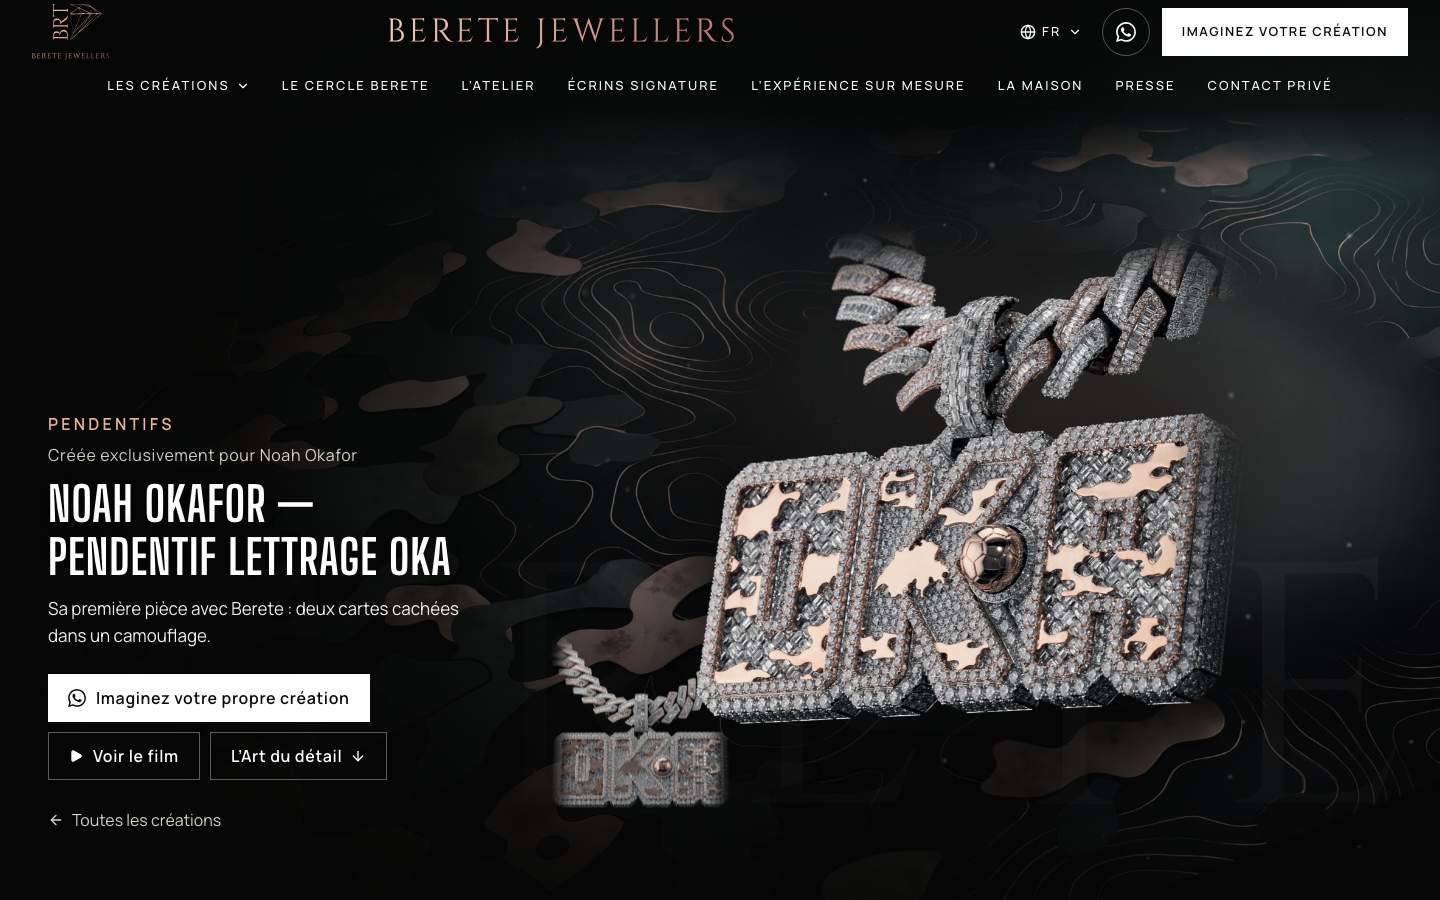 BRT
BERETE JEWELLERS
BERETE JEWELLERS
FR
IMAGINEZ VOTRE CRÉATION
LES CRÉATIONS
LE CERCLE BERETE
L'ATELIER
ÉCRINS SIGNATURE
L'EXPÉRIENCE SUR MESURE
LA MAISON
PRESSE
CONTACT PRIVÉ
PENDENTIFS
Créée exclusivement pour Noah Okafor
NOAH OKAFOR —
PENDENTIF LETTRAGE OKA
Sa première pièce avec Berete : deux cartes cachées
dans un camouflage.
Imaginez votre propre création
Voir le film
L'Art du détail
Toutes les créations
OKA
OKA